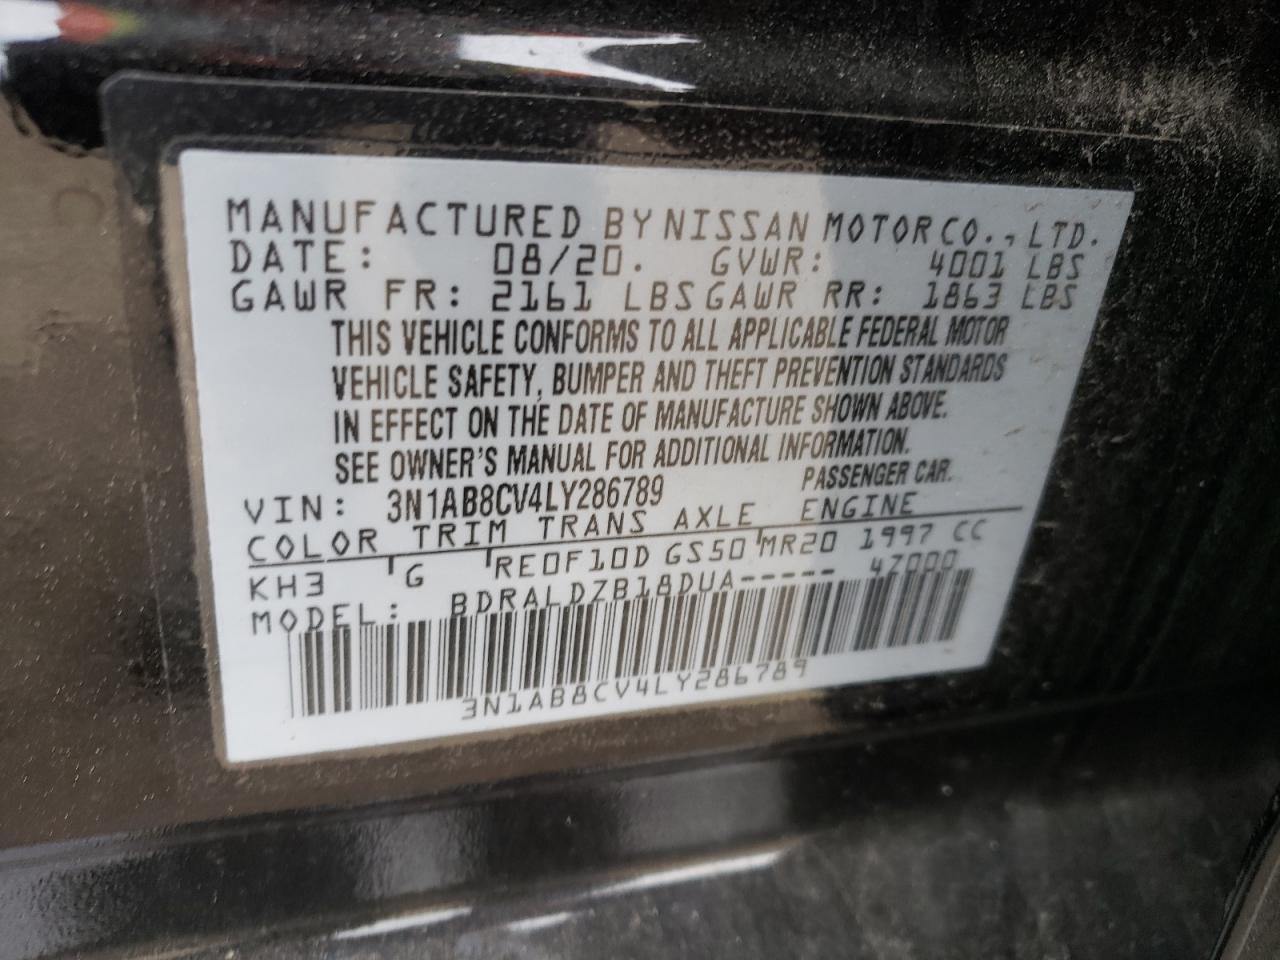 MANUFACTURED BY NISSAN MOTOR CO., LTD.
DATE: 08/20. GVWR: 4001 LBS
GAWR FR: 2161 LBS GAWR RR: 1863 LBS
THIS VEHICLE CONFORMS TO ALL APPLICABLE FEDERAL MOTOR
VEHICLE SAFETY, BUMPER AND THEFT PREVENTION STANDARDS
IN EFFECT ON THE DATE OF MANUFACTURE SHOWN ABOVE.
SEE OWNER'S MANUAL FOR ADDITIONAL INFORMATION.
VIN: 3N1AB8CV4LY286789 PASSENGER CAR.
COLOR TRIM TRANS AXLE ENGINE
KH3 G RE0F10D GS50 MR20 1997 CC
MODEL: BDRALDZB18DUA----- 47000
3N1AB8CV4LY286789